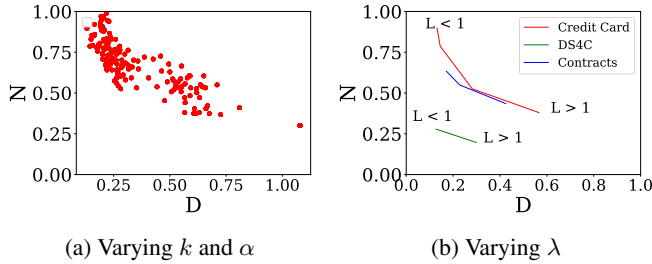 1.00
0.75
0.50
0.25
0.00
N
0.25 0.50 0.75 1.00
D
(a) Varying k and α
1.00
0.75
0.50
0.25
0.00
N
L < 1
Credit Card
DS4C
Contracts
L < 1
L > 1
L > 1
0.0 0.2 0.4 0.6 0.8 1.0
D
(b) Varying λ